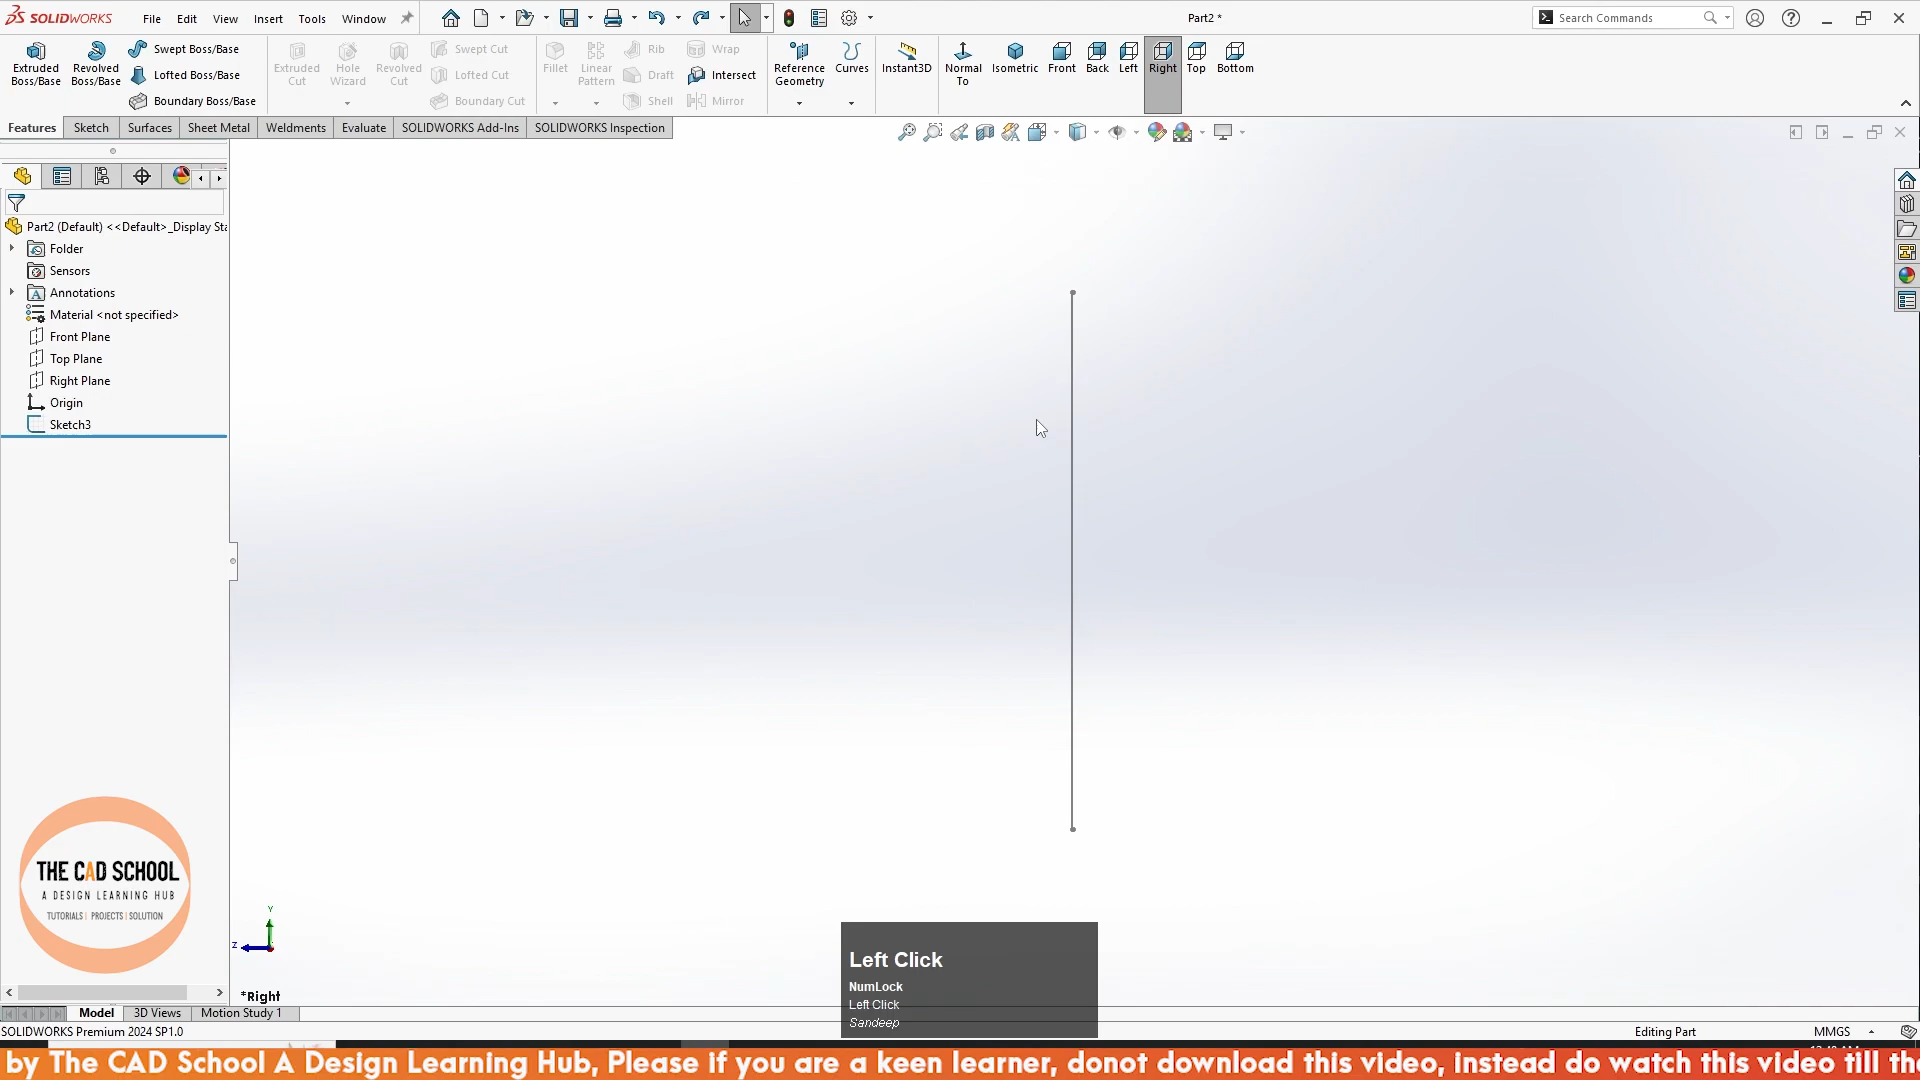 SOLIDWORKS File Edit View Insert Tools Window Part2 * Search Commands
Extruded Boss/Base
Revolved Boss/Base
Swept Boss/Base
Lofted Boss/Base
Boundary Boss/Base
Extruded Cut
Hole Wizard
Revolved Cut
Swept Cut
Lofted Cut
Boundary Cut
Fillet
Linear Pattern
Rib
Draft
Shell
Wrap
Intersect
Mirror
Reference Geometry
Curves
Instant3D
Normal To
Isometric
Front
Back
Left
Right
Top
Bottom
Features Sketch Surfaces Sheet Metal Weldments Evaluate SOLIDWORKS Add-Ins SOLIDWORKS Inspection
Part2 (Default) <<Default>_Display Sta
Folder
Sensors
Annotations
Material <not specified>
Front Plane
Top Plane
Right Plane
Origin
Sketch3
THE CAD SCHOOL
A DESIGN LEARNING HUB
TUTORIALS | PROJECTS | SOLUTION
Y
Z
*Right
Left Click
NumLock
Left Click
Sandeep
Model 3D Views Motion Study 1
SOLIDWORKS Premium 2024 SP1.0 Editing Part MMGS
by The CAD School A Design Learning Hub, Please if you are a keen learner, donot download this video, instead do watch this video till the